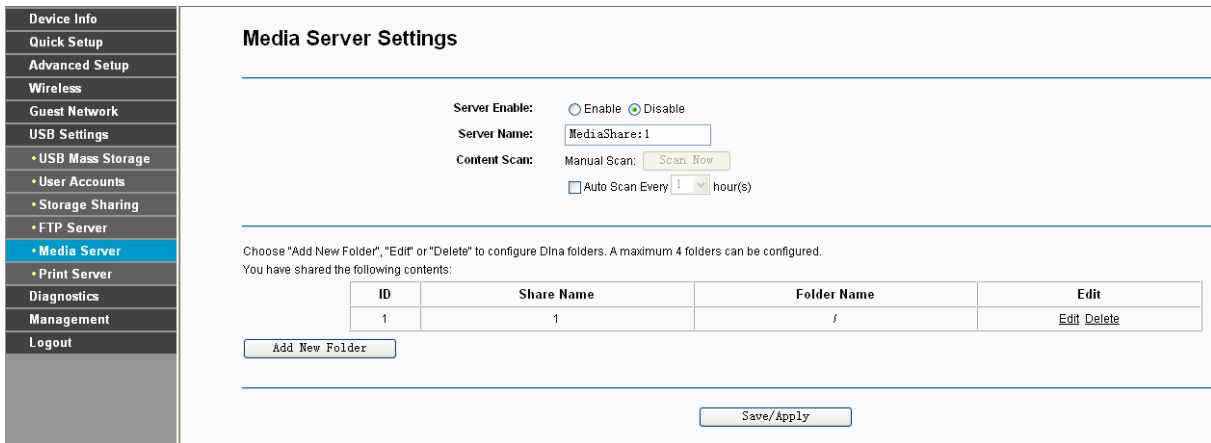 Device Info
Quick Setup
Advanced Setup
Wireless
Guest Network
USB Settings
USB Mass Storage
User Accounts
Storage Sharing
FTP Server
Media Server
Print Server
Diagnostics
Management
Logout
Media Server Settings
Server Enable: Enable Disable
Server Name: MediaShare:1
Content Scan: Manual Scan: Scan Now
Auto Scan Every 1 hour(s)
Choose "Add New Folder", "Edit" or "Delete" to configure Dlna folders. A maximum 4 folders can be configured.
You have shared the following contents:
ID Share Name Folder Name Edit
1 1 / Edit Delete
Add New Folder
Save/Apply